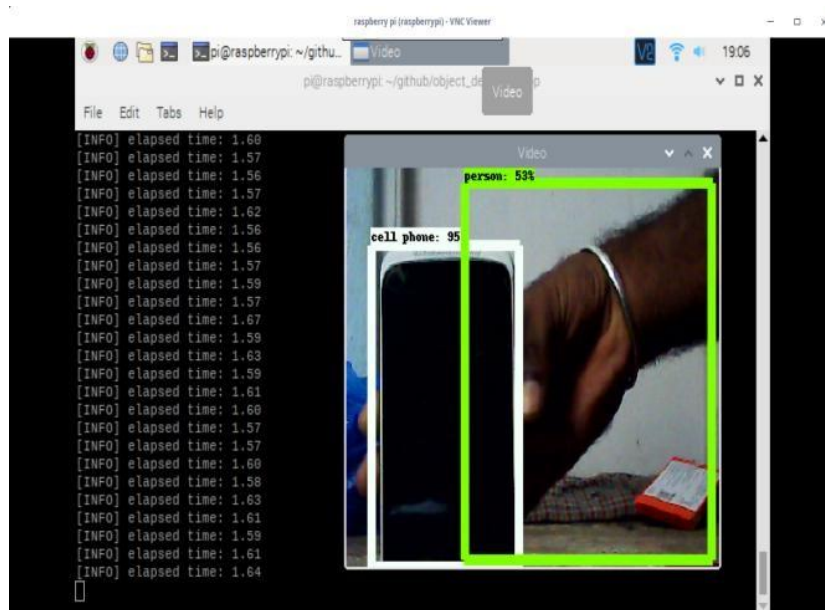 raspberry pi (raspberrypi) - VNC Viewer
pi@raspberrypi: ~/githu... Video 19:06
pi@raspberrypi: ~/github/object_de
Video
File Edit Tabs Help
[INFO] elapsed time: 1.60
[INFO] elapsed time: 1.57
[INFO] elapsed time: 1.56
[INFO] elapsed time: 1.57
[INFO] elapsed time: 1.62
[INFO] elapsed time: 1.56
[INFO] elapsed time: 1.56
[INFO] elapsed time: 1.57
[INFO] elapsed time: 1.59
[INFO] elapsed time: 1.57
[INFO] elapsed time: 1.67
[INFO] elapsed time: 1.59
[INFO] elapsed time: 1.63
[INFO] elapsed time: 1.59
[INFO] elapsed time: 1.61
[INFO] elapsed time: 1.60
[INFO] elapsed time: 1.57
[INFO] elapsed time: 1.57
[INFO] elapsed time: 1.60
[INFO] elapsed time: 1.58
[INFO] elapsed time: 1.63
[INFO] elapsed time: 1.61
[INFO] elapsed time: 1.59
[INFO] elapsed time: 1.61
[INFO] elapsed time: 1.64
Video
person: 53%
cell phone: 95